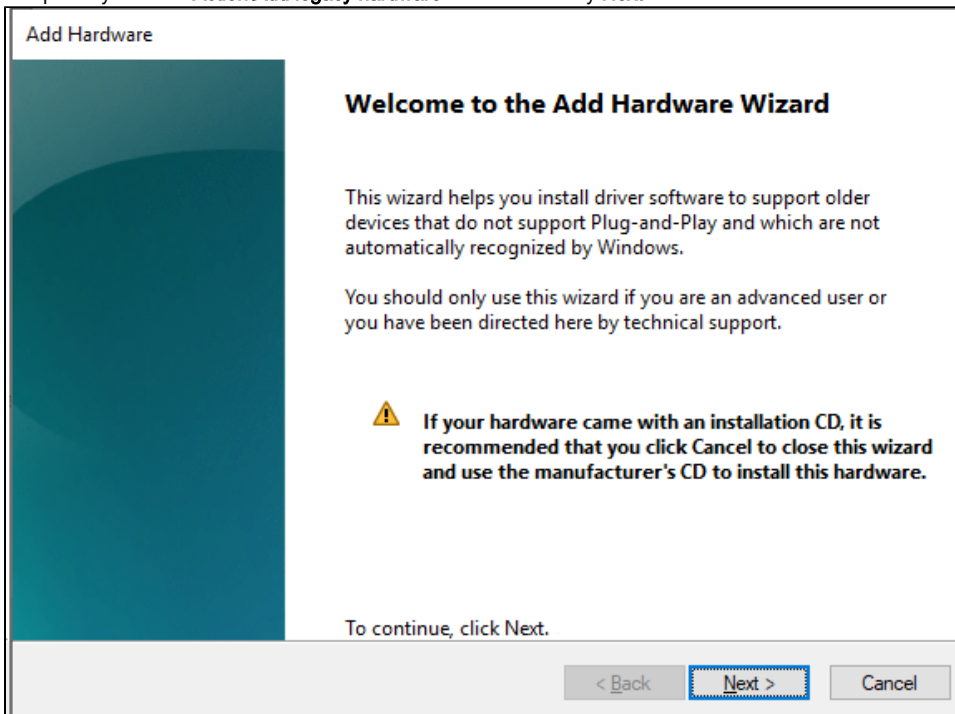 legacy hardware
Add Hardware
Welcome to the Add Hardware Wizard
This wizard helps you install driver software to support older
devices that do not support Plug-and-Play and which are not
automatically recognized by Windows.
You should only use this wizard if you are an advanced user or
you have been directed here by technical support.
If your hardware came with an installation CD, it is
recommended that you click Cancel to close this wizard
and use the manufacturer's CD to install this hardware.
To continue, click Next.
< Back Next > Cancel